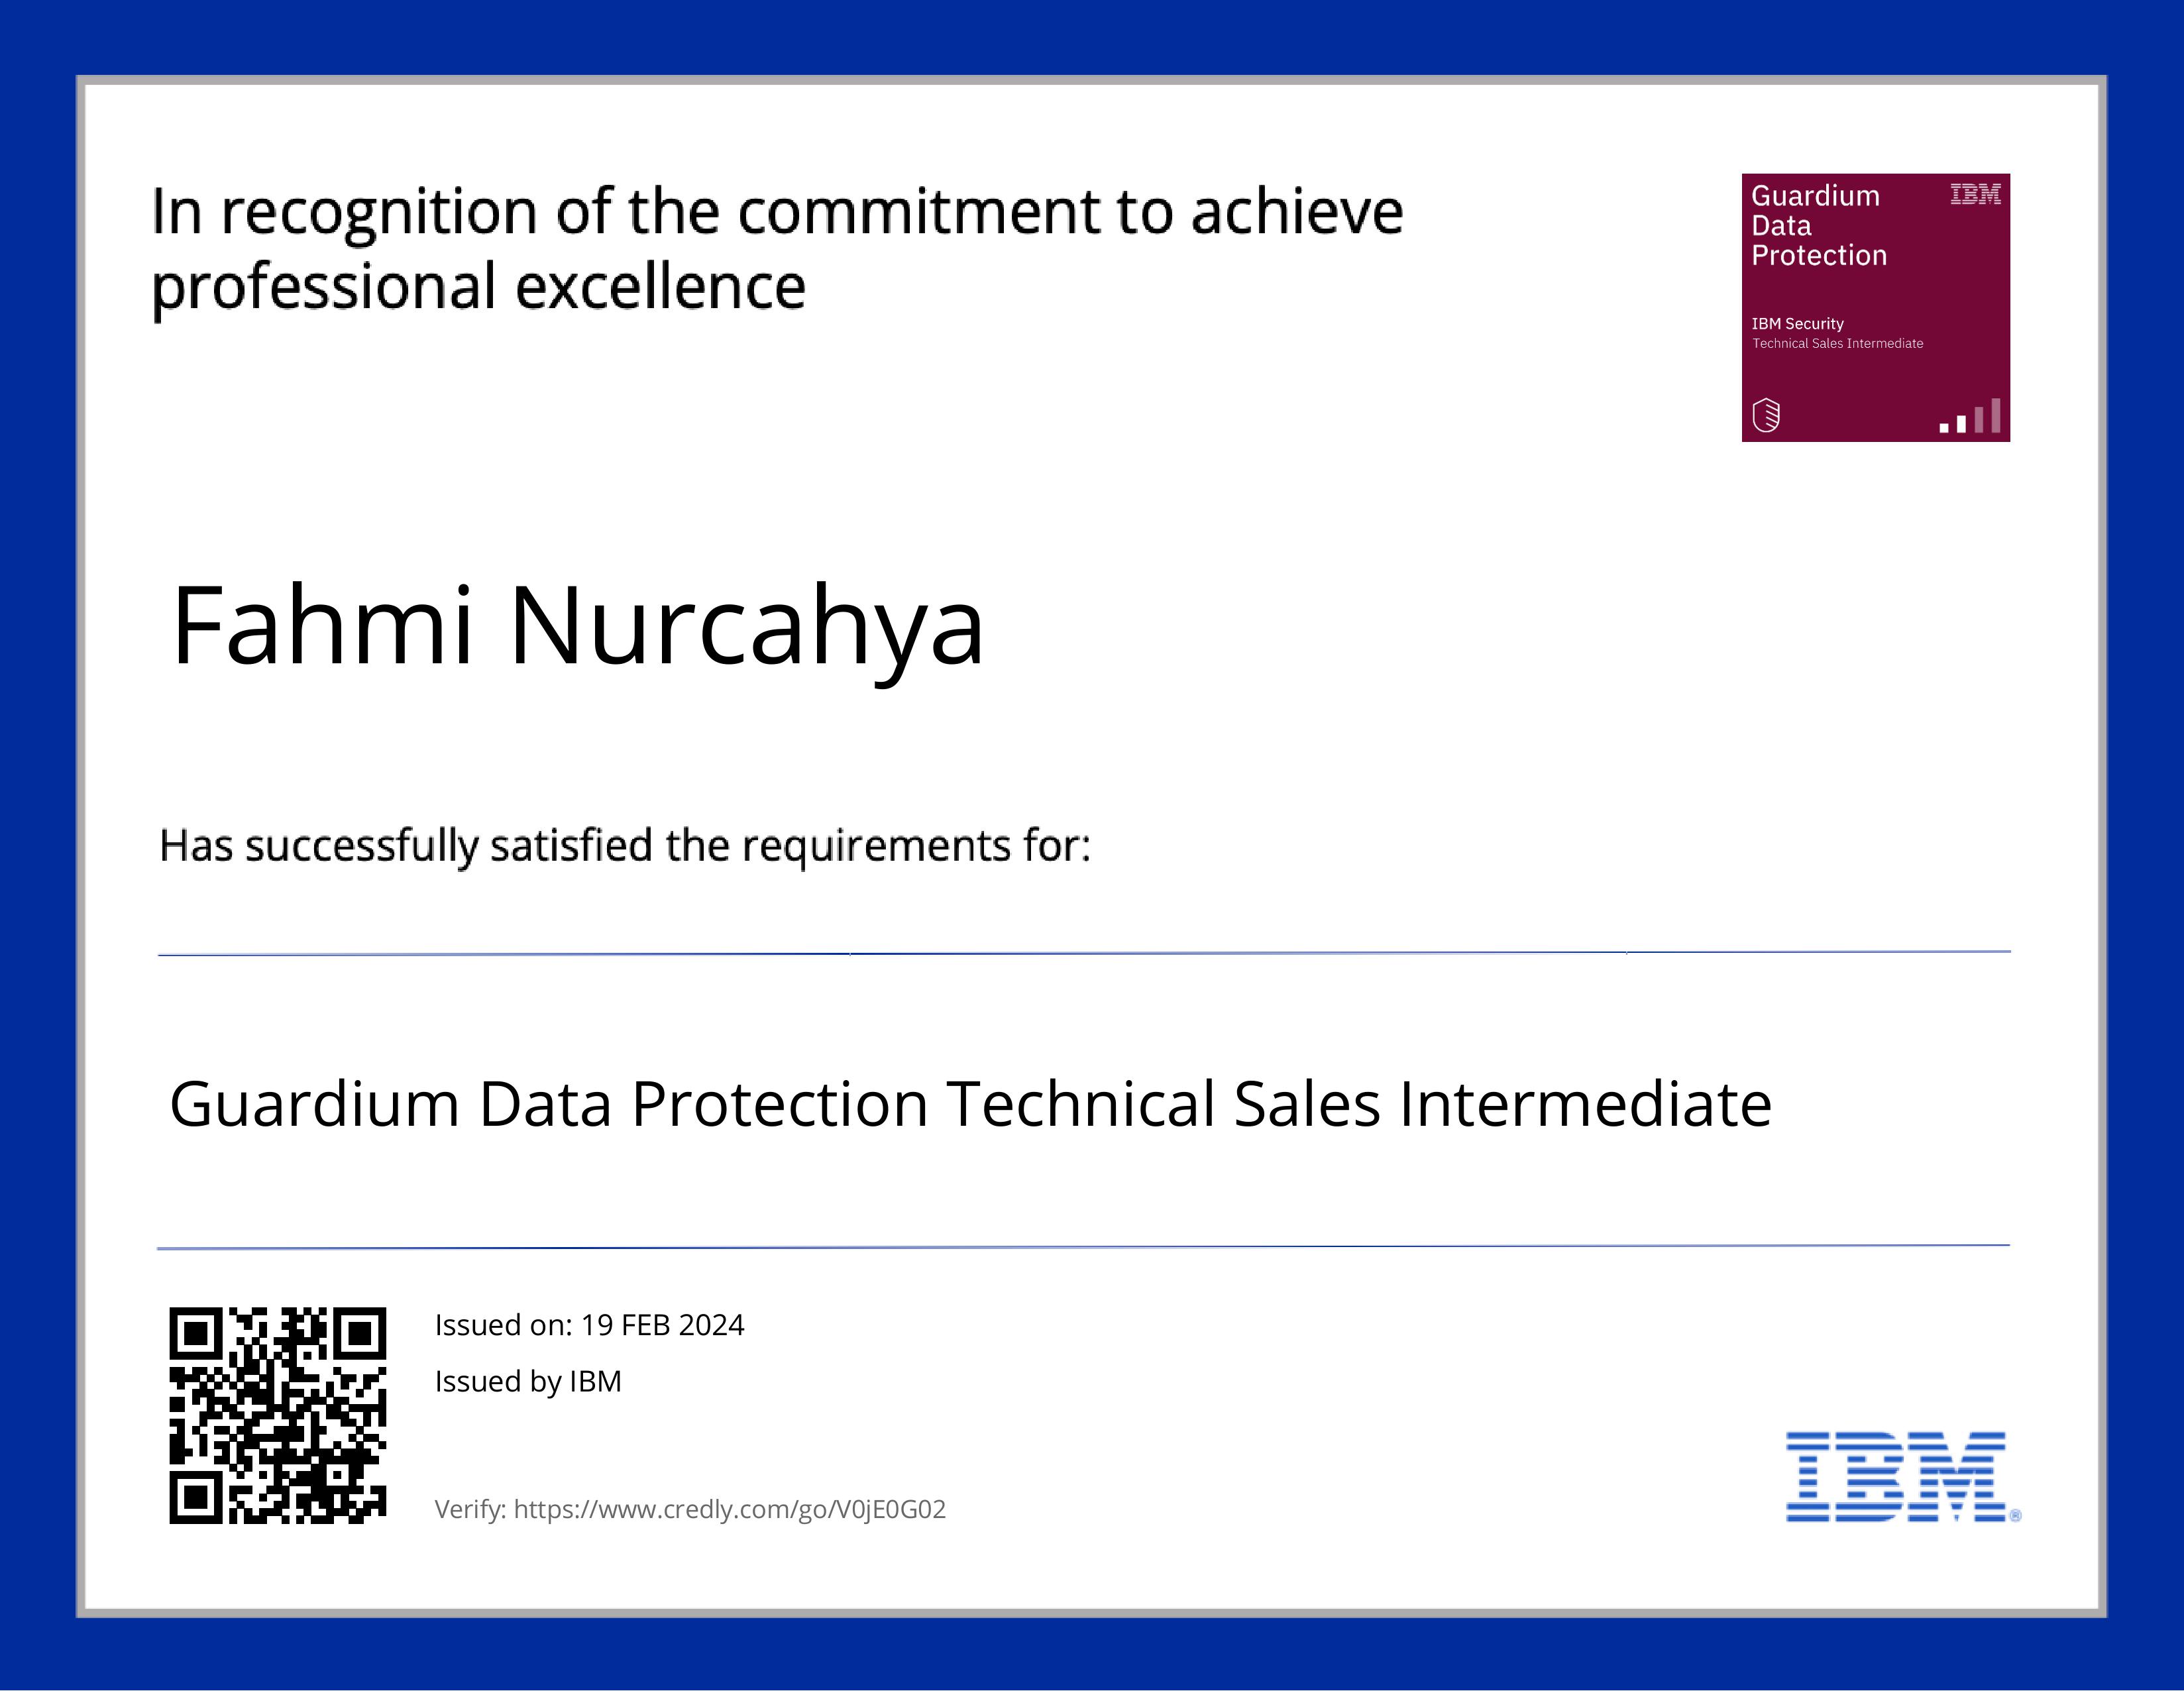 In recognition of the commitment to achieve
professional excellence
Guardium
Data
Protection
IBM
IBM Security
Technical Sales Intermediate
Fahmi Nurcahya
Has successfully satisfied the requirements for:
Guardium Data Protection Technical Sales Intermediate
Issued on: 19 FEB 2024
Issued by IBM
Verify: https://www.credly.com/go/V0jE0G02
IBM®